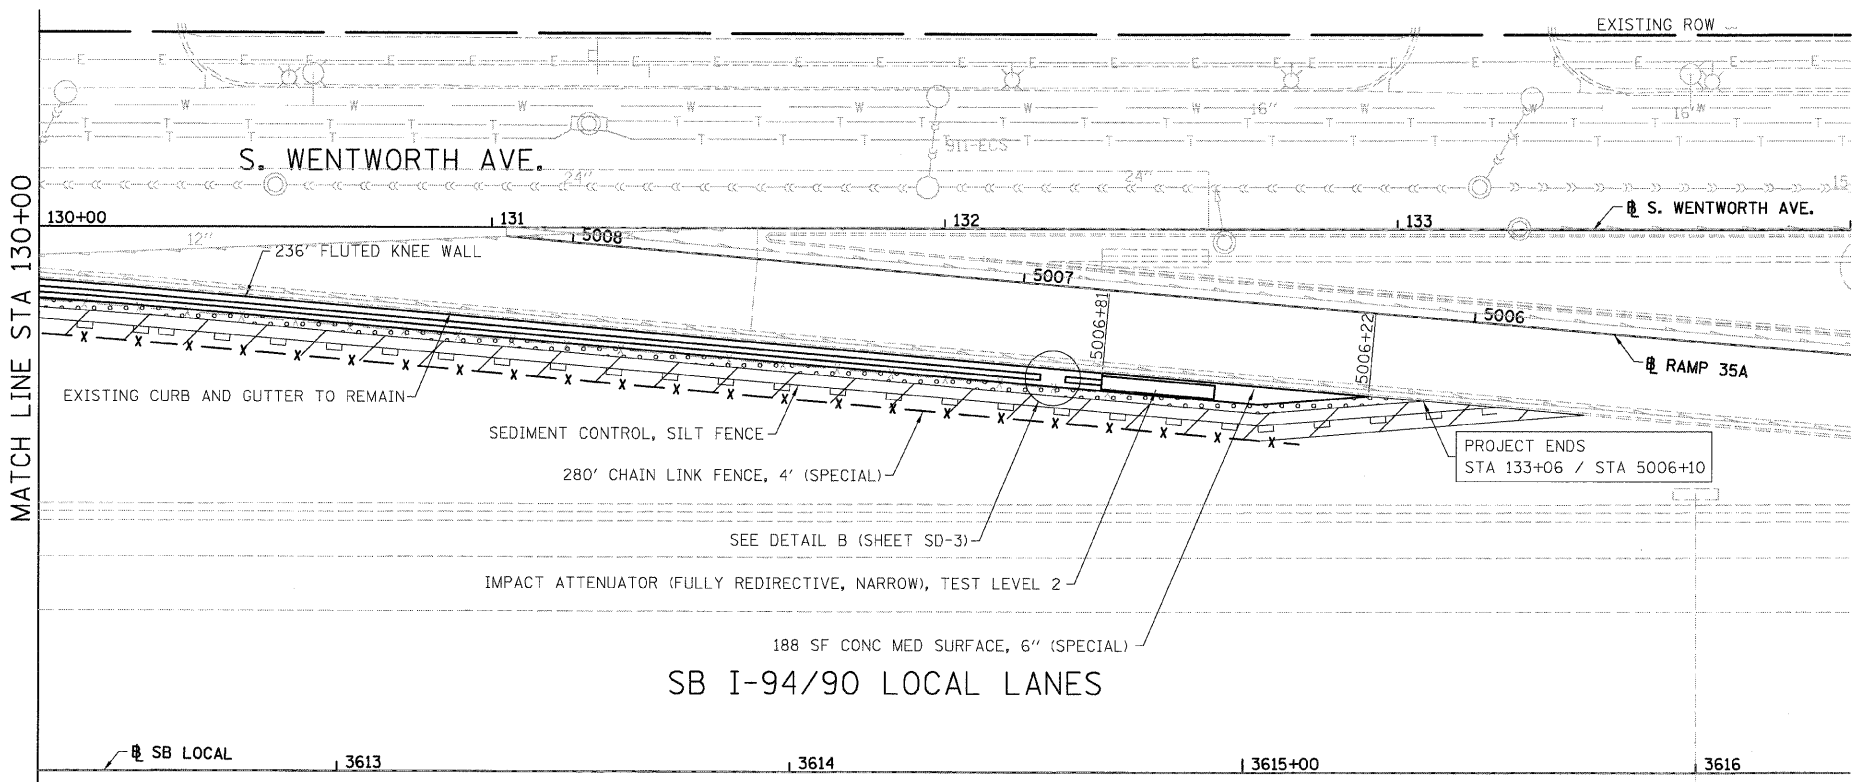 EXISTING ROW
E E E E E E E E E E E E E E E E E E E E
W W W W W W W 16" W W 16" W W
T T T T T T T T T T T T T T T T T T
911-ECS
S. WENTWORTH AVE.
24" 24" 15
MATCH LINE STA 130+00
130+00 131 132 133
℄ S. WENTWORTH AVE.
12"
5008
236' FLUTED KNEE WALL
5007
5006+81
5006+22
5006
℄ RAMP 35A
EXISTING CURB AND GUTTER TO REMAIN
SEDIMENT CONTROL, SILT FENCE
280' CHAIN LINK FENCE, 4' (SPECIAL)
PROJECT ENDS
STA 133+06 / STA 5006+10
SEE DETAIL B (SHEET SD-3)
IMPACT ATTENUATOR (FULLY REDIRECTIVE, NARROW), TEST LEVEL 2
188 SF CONC MED SURFACE, 6" (SPECIAL)
SB I-94/90 LOCAL LANES
℄ SB LOCAL
3613 3614 3615+00 3616